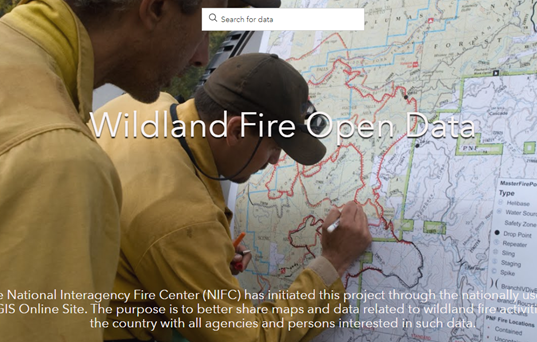 Search for data
Wildland Fire Open Data
National Interagency Fire Center (NIFC) has initiated this project through the nationally
GIS Online Site. The purpose is to better share maps and data related to wildland fire
the country with all agencies and persons interested in such data.
MasterFirePo
Type
Helibase
Water Sour
Safety Zone
Drop Point
Repeater
Sling
Staging
Spike
PNF Fire Locations
Contained